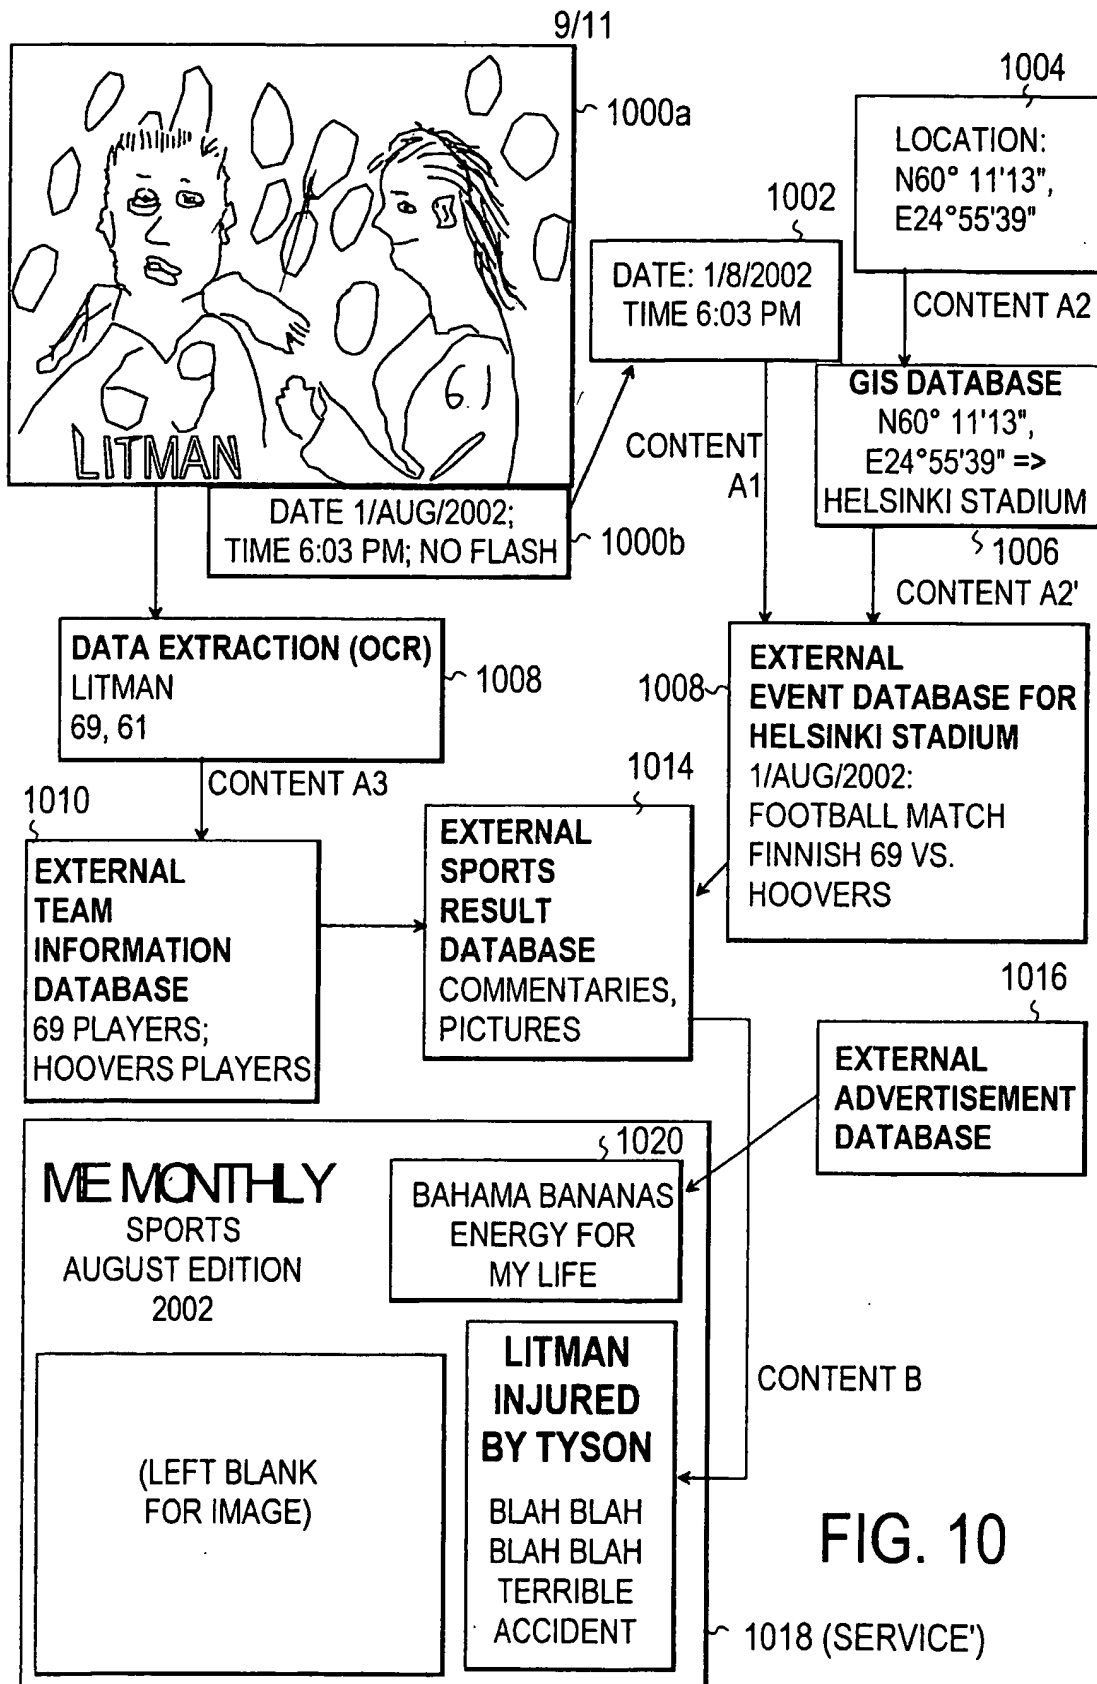 9/11
1000a
1004
LOCATION:
N60° 11'13",
E24°55'39"
1002
DATE: 1/8/2002
TIME 6:03 PM
CONTENT A2
61
LITMAN
GIS DATABASE
N60° 11'13",
E24°55'39" =>
HELSINKI STADIUM
CONTENT
A1
DATE 1/AUG/2002;
TIME 6:03 PM; NO FLASH
1000b
1006
CONTENT A2'
DATA EXTRACTION (OCR)
LITMAN
69, 61
1008
1008
EXTERNAL
EVENT DATABASE FOR
HELSINKI STADIUM
1/AUG/2002:
FOOTBALL MATCH
FINNISH 69 VS.
HOOVERS
CONTENT A3
1010
EXTERNAL
TEAM
INFORMATION
DATABASE
69 PLAYERS;
HOOVERS PLAYERS
1014
EXTERNAL
SPORTS
RESULT
DATABASE
COMMENTARIES,
PICTURES
1016
EXTERNAL
ADVERTISEMENT
DATABASE
ME MONTHLY
SPORTS
AUGUST EDITION
2002
1020
BAHAMA BANANAS
ENERGY FOR
MY LIFE
(LEFT BLANK
FOR IMAGE)
LITMAN
INJURED
BY TYSON
BLAH BLAH
BLAH BLAH
TERRIBLE
ACCIDENT
CONTENT B
FIG. 10
1018 (SERVICE')